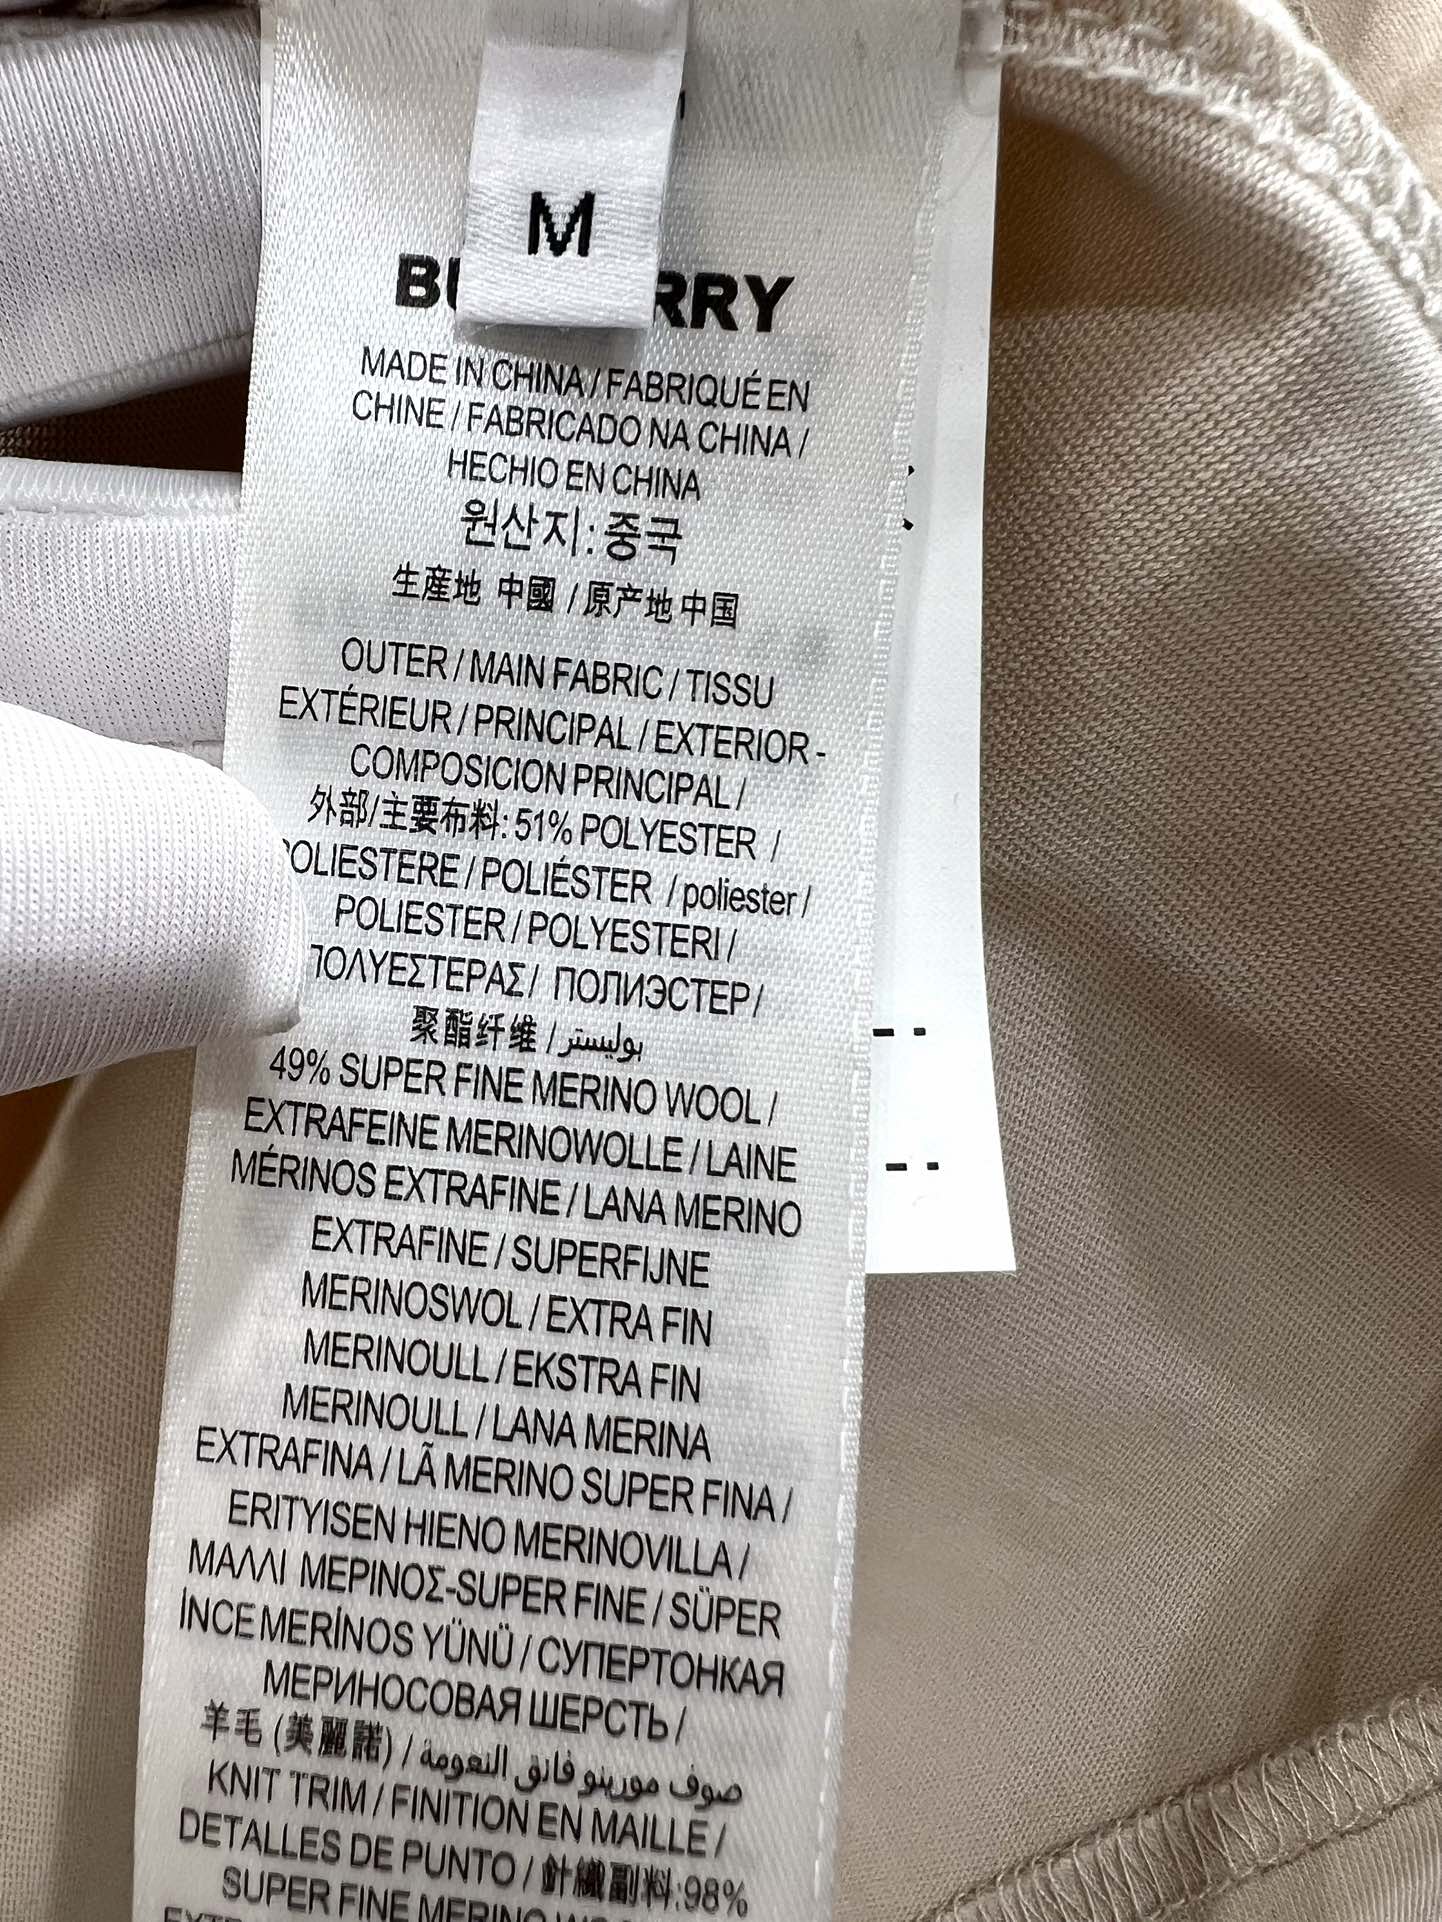 M
MADE IN CHINA / FABRIQUÉ EN
CHINE / FABRICADO NA CHINA /
HECHIO EN CHINA
원산지: 중국
生産地 中國 / 原产地 中国
OUTER / MAIN FABRIC / TISSU
EXTÉRIEUR / PRINCIPAL / EXTERIOR -
COMPOSICION PRINCIPAL /
外部/主要布料: 51% POLYESTER /
OLIESTERE / POLIÉSTER / poliester /
POLIESTER / POLYESTERI /
ΠΟΛΥΕΣΤΕΡΑΣ / ПОЛИЭСТЕР /
聚酯纤维 / بوليستر
49% SUPER FINE MERINO WOOL /
EXTRAFEINE MERINOWOLLE / LAINE
MÉRINOS EXTRAFINE / LANA MERINO
EXTRAFINE / SUPERFIJNE
MERINOSWOL / EXTRA FIN
MERINOULL / EKSTRA FIN
MERINOULL / LANA MERINA
EXTRAFINA / LÃ MERINO SUPER FINA /
ERITYISEN HIENO MERINOVILLA /
ΜΑΛΛΙ ΜΕΡΙΝΟΣ-SUPER FINE / SÜPER
İNCE MERİNOS YÜNÜ / СУПЕРТОНКАЯ
МЕРИНОСОВАЯ ШЕРСТЬ /
羊毛 (美麗諾) / صوف مورينو فائق النعومة
KNIT TRIM / FINITION EN MAILLE /
DETALLES DE PUNTO / 針織副料:98%
SUPER FINE MERINO